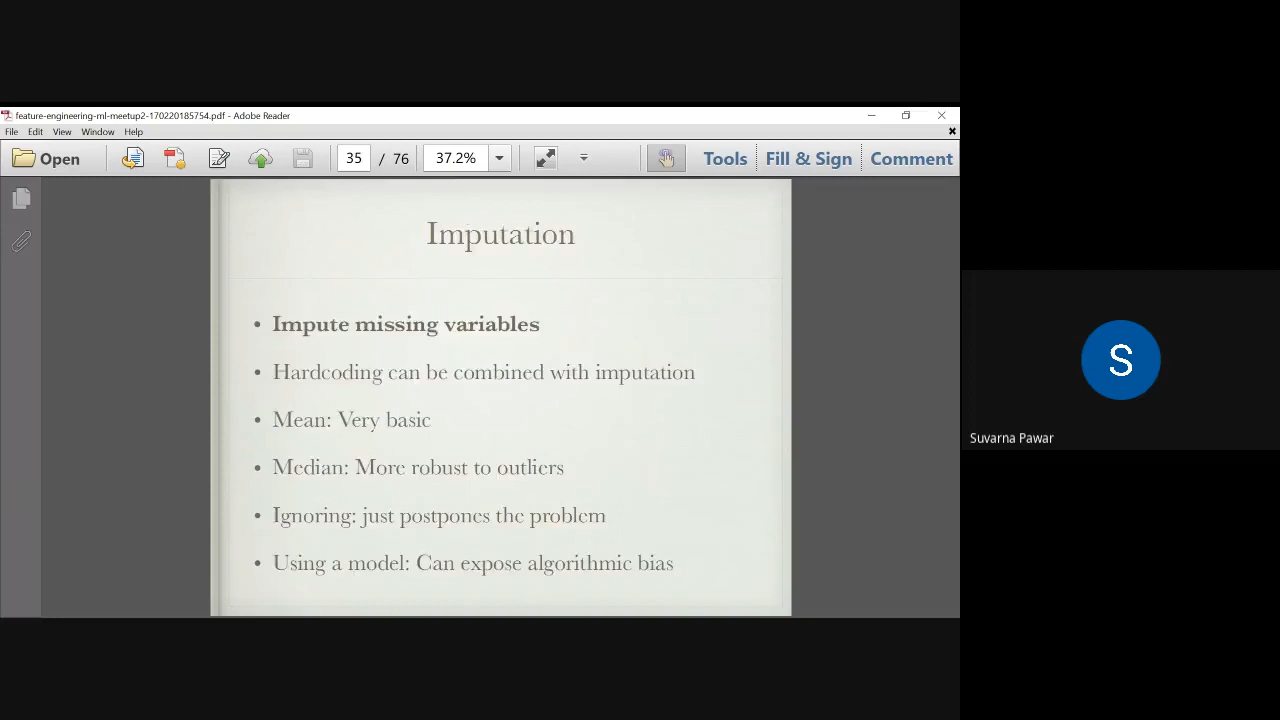 feature-engineering-ml-meetup2-170220185754.pdf - Adobe Reader
File Edit View Window Help
Open 35 / 76 37.2% Tools Fill & Sign Comment
Imputation
• Impute missing variables
• Hardcoding can be combined with imputation
• Mean: Very basic
• Median: More robust to outliers
• Ignoring: just postpones the problem
• Using a model: Can expose algorithmic bias
S
Suvarna Pawar